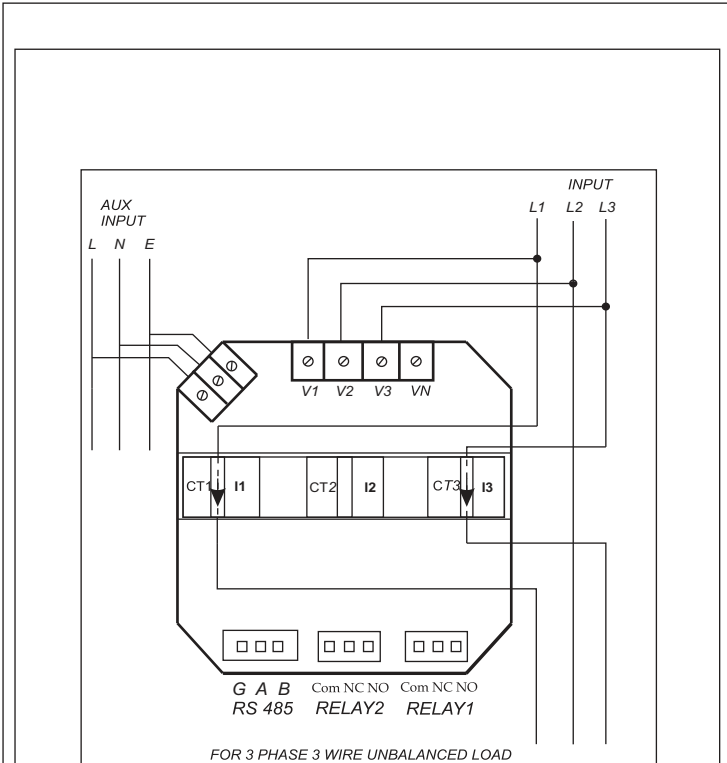 INPUT
AUX
INPUT
L1 L2 L3
L N E
V1 V2 V3 VN
CT1 I1 CT2 I2 CT3 I3
G A B Com NC NO Com NC NO
RS 485 RELAY2 RELAY1
FOR 3 PHASE 3 WIRE UNBALANCED LOAD